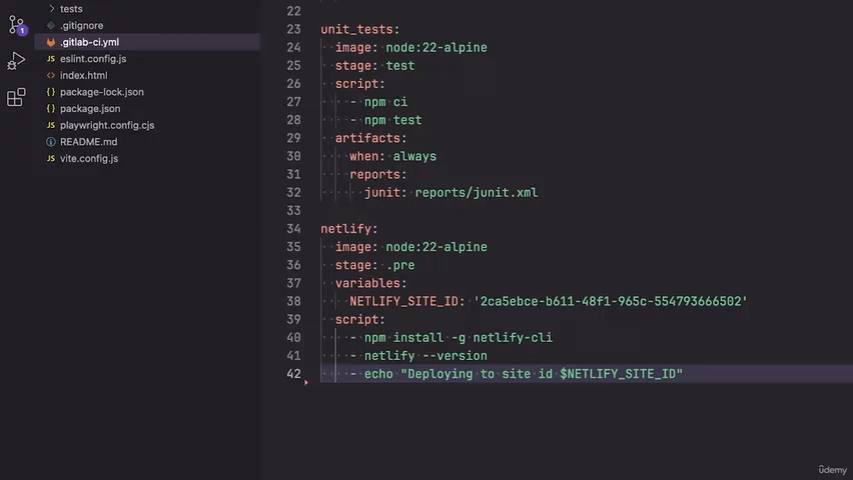 tests
.gitignore
.gitlab-ci.yml
JS eslint.config.js
<> index.html
{} package-lock.json
{} package.json
JS playwright.config.cjs
README.md
JS vite.config.js
1
22
23 unit_tests:
24 image: node:22-alpine
25 stage: test
26 script:
27 - npm ci
28 - npm test
29 artifacts:
30 when: always
31 reports:
32 junit: reports/junit.xml
33
34 netlify:
35 image: node:22-alpine
36 stage: .pre
37 variables:
38 NETLIFY_SITE_ID: '2ca5ebce-b611-48f1-965c-554793666502'
39 script:
40 - npm install -g netlify-cli
41 - netlify --version
42 - echo "Deploying to site id $NETLIFY_SITE_ID"
ûdemy